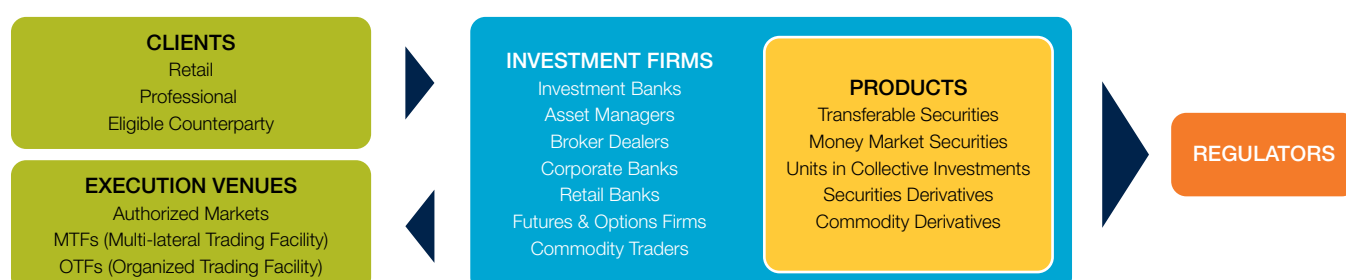 CLIENTS
Retail
Professional
Eligible Counterparty
EXECUTION VENUES
Authorized Markets
MTFs (Multi-lateral Trading Facility)
OTFs (Organized Trading Facility)
INVESTMENT FIRMS
Investment Banks
Asset Managers
Broker Dealers
Corporate Banks
Retail Banks
Futures & Options Firms
Commodity Traders
PRODUCTS
Transferable Securities
Money Market Securities
Units in Collective Investments
Securities Derivatives
Commodity Derivatives
REGULATORS